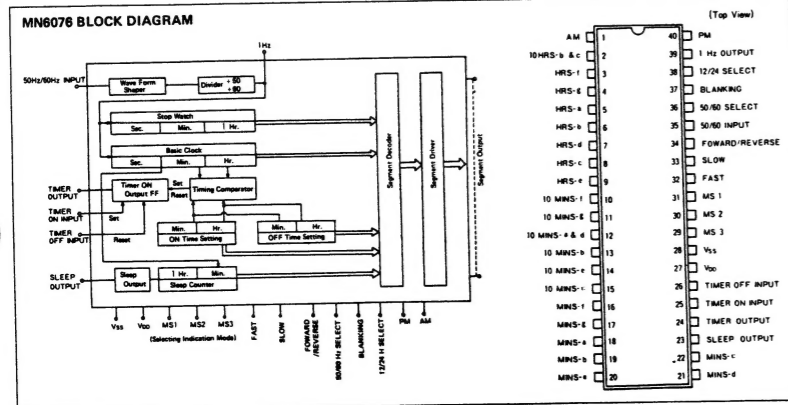 MN6076 BLOCK DIAGRAM
1Hz
50Hz/60Hz INPUT
Wave Form
Shaper
Divider
÷50
÷60
Stop Watch
Sec. Min. 1 Hr.
Basic Clock
Sec. Min. Hr.
TIMER
OUTPUT
Timer ON
Output FF
Set
Reset
Timing Comparator
TIMER
ON INPUT
Set
TIMER
OFF INPUT
Reset
Min. Hr.
ON Time Setting
Min. Hr.
OFF Time Setting
SLEEP
OUTPUT
Sleep
Output
1 Hr. Min.
Sleep Counter
Segment Decoder
Segment Driver
Segment Output
Vss
VDD
MS1
MS2
MS3
(Selecting Indication Mode)
FAST
SLOW
FOWARD
/REVERSE
50/60 Hz SELECT
BLANKING
12/24 H SELECT
PM
AM
(Top View)
AM 1
10HRS-b & c 2
HRS-f 3
HRS-g 4
HRS-a 5
HRS-b 6
HRS-d 7
HRS-c 8
HRS-e 9
10 MINS-f 10
10 MINS-g 11
10 MINS-a & d 12
10 MINS-b 13
10 MINS-e 14
10 MINS-c 15
MINS-f 16
MINS-g 17
MINS-a 18
MINS-b 19
MINS-e 20
40 PM
39 1 Hz OUTPUT
38 12/24 SELECT
37 BLANKING
36 50/60 SELECT
35 50/60 INPUT
34 FOWARD/REVERSE
33 SLOW
32 FAST
31 MS 1
30 MS 2
29 MS 3
28 Vss
27 VDD
26 TIMER OFF INPUT
25 TIMER ON INPUT
24 TIMER OUTPUT
23 SLEEP OUTPUT
22 MINS-c
21 MINS-d